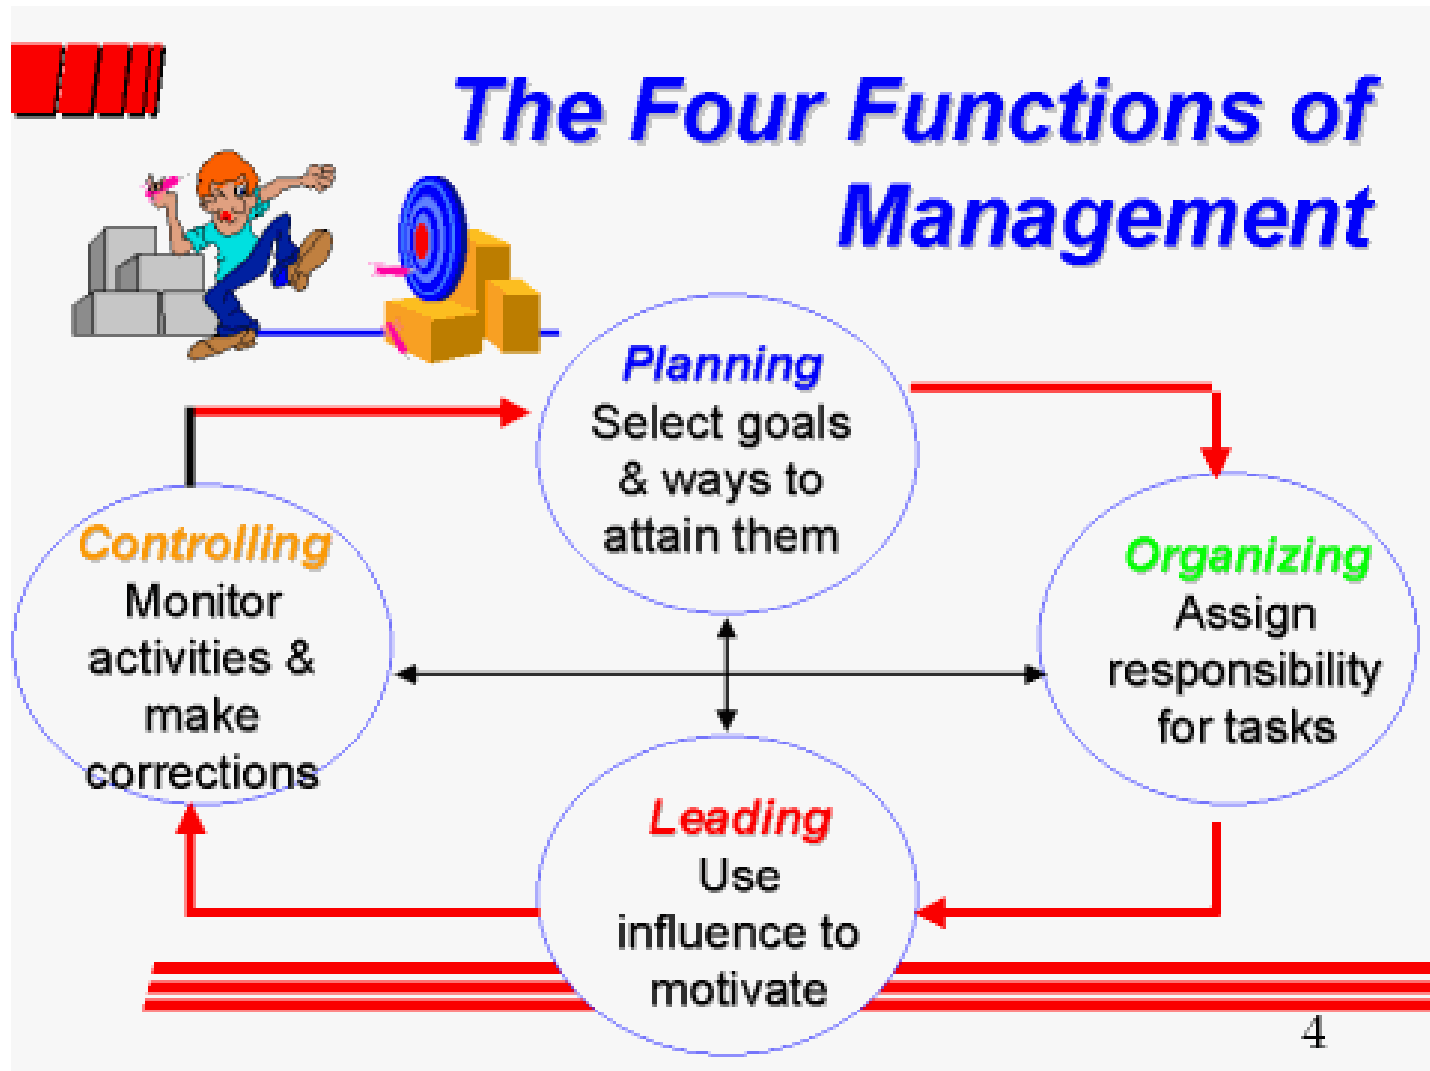 The Four Functions of
Management
Planning
Select goals
& ways to
attain them
Controlling
Monitor
activities &
make
corrections
Organizing
Assign
responsibility
for tasks
Leading
Use
influence to
motivate
4